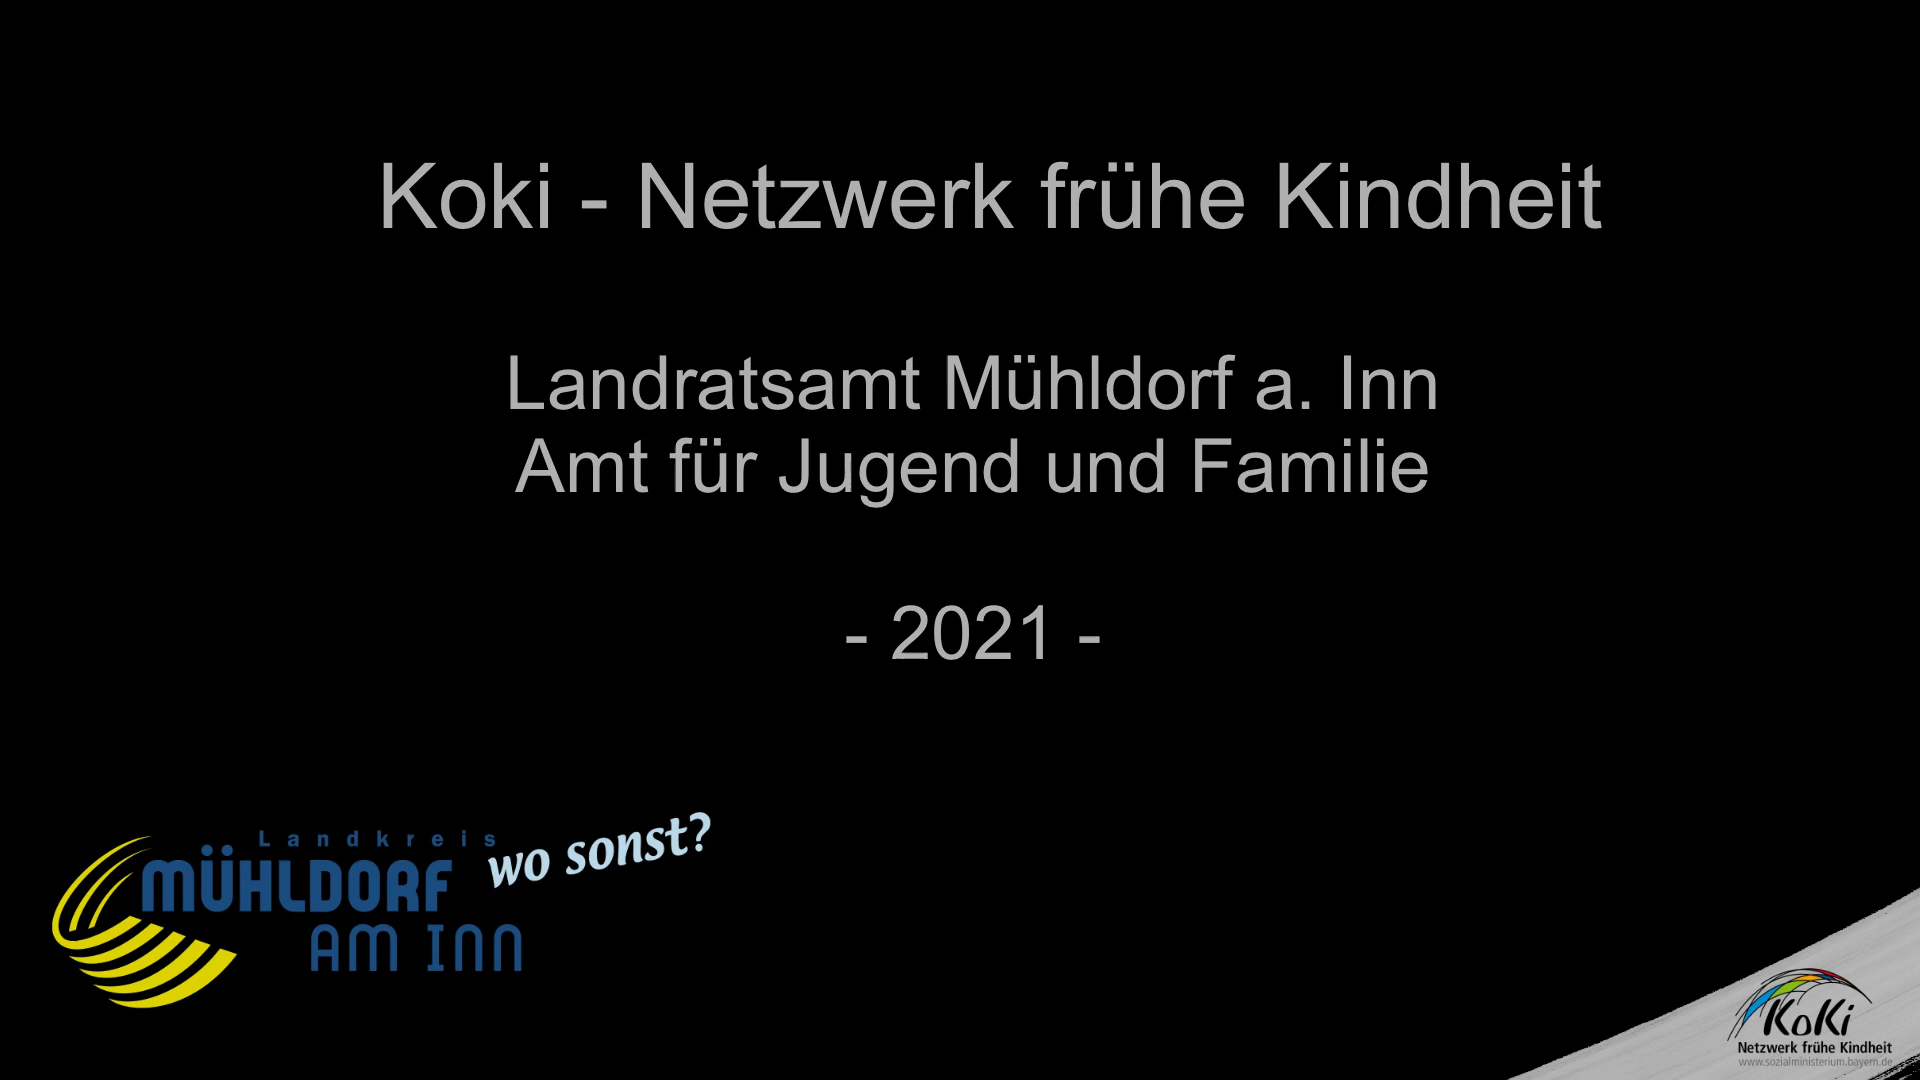 Koki - Netzwerk frühe Kindheit
Landratsamt Mühldorf a. Inn
Amt für Jugend und Familie
- 2021 -
Landkreis
MÜHLDORF
wo sonst?
AM INN
KoKi
Netzwerk frühe Kindheit
www.sozialministerium.bayern.de